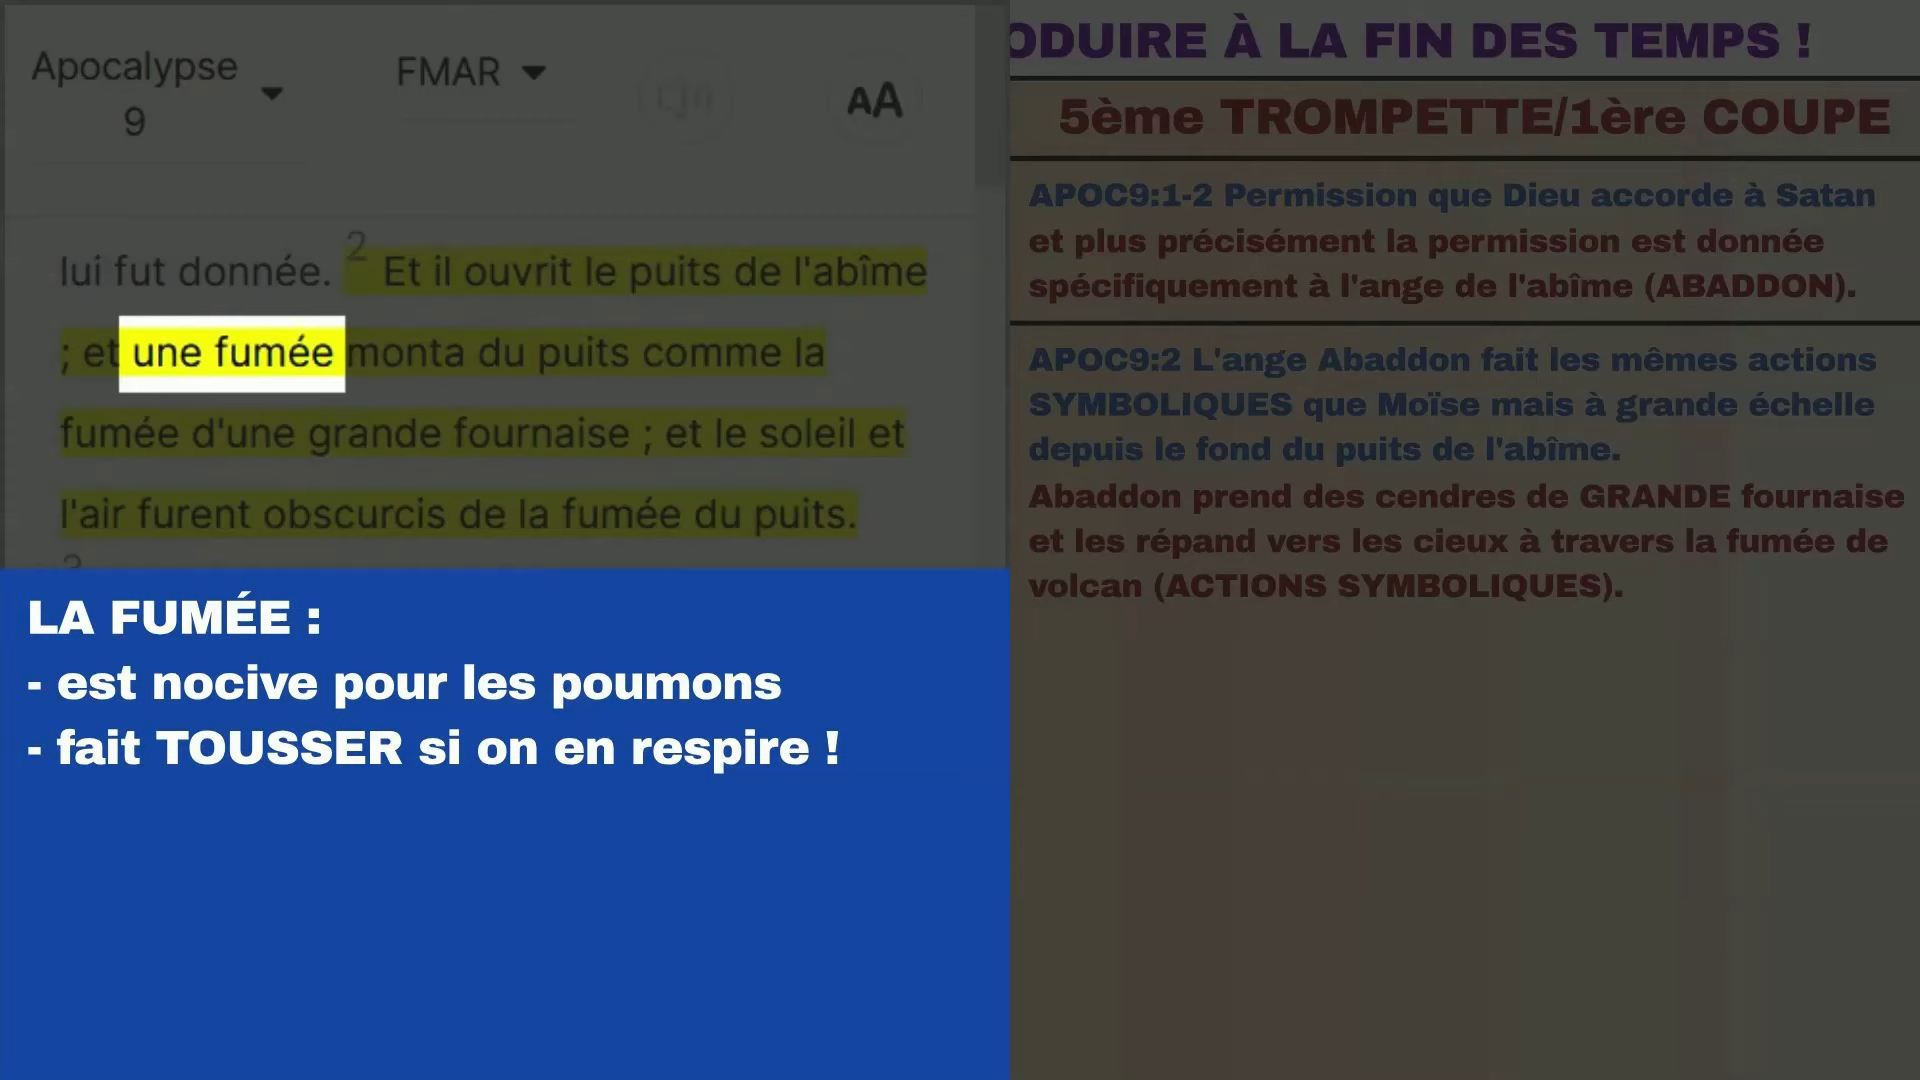 Apocalypse
9
FMAR
AA
lui fut donnée. 2 Et il ouvrit le puits de l'abîme
; et une fumée monta du puits comme la
fumée d'une grande fournaise ; et le soleil et
l'air furent obscurcis de la fumée du puits.
LA FUMÉE :
- est nocive pour les poumons
- fait TOUSSER si on en respire !
ODUIRE À LA FIN DES TEMPS !
5ème TROMPETTE/1ère COUPE
APOC9:1-2 Permission que Dieu accorde à Satan
et plus précisément la permission est donnée
spécifiquement à l'ange de l'abîme (ABADDON).
APOC9:2 L'ange Abaddon fait les mêmes actions
SYMBOLIQUES que Moïse mais à grande échelle
depuis le fond du puits de l'abîme.
Abaddon prend des cendres de GRANDE fournaise
et les répand vers les cieux à travers la fumée de
volcan (ACTIONS SYMBOLIQUES).